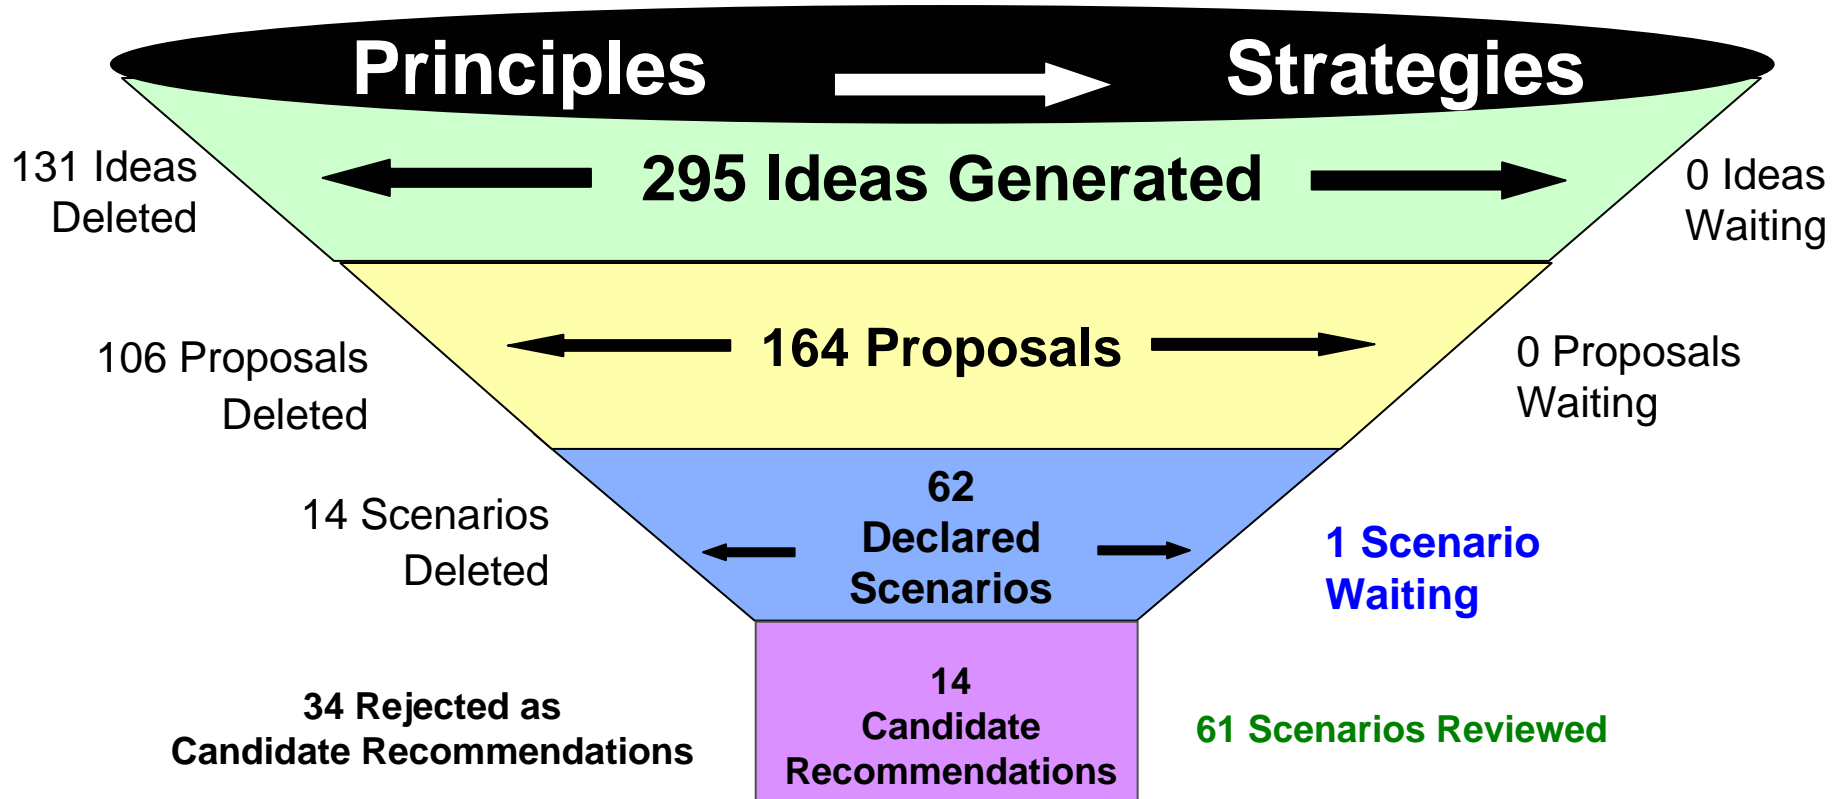 Principles
Strategies
131 Ideas
Deleted
295 Ideas Generated
0 Ideas
Waiting
106 Proposals
Deleted
164 Proposals
0 Proposals
Waiting
14 Scenarios
Deleted
62
Declared
Scenarios
1 Scenario
Waiting
34 Rejected as
Candidate Recommendations
14
Candidate
Recommendations
61 Scenarios Reviewed